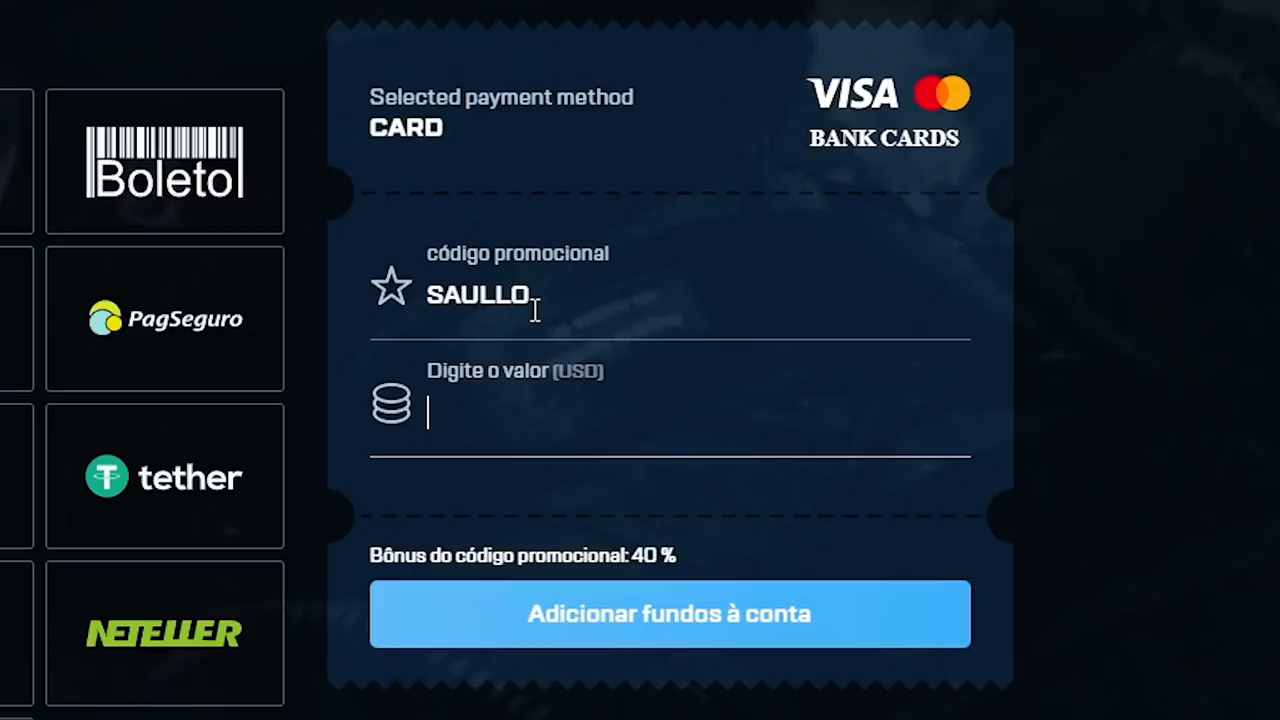 Boleto
PagSeguro
tether
NETELLER
Selected payment method
CARD
VISA
BANK CARDS
código promocional
SAULLO
Digite o valor (USD)
Bônus do código promocional: 40 %
Adicionar fundos à conta